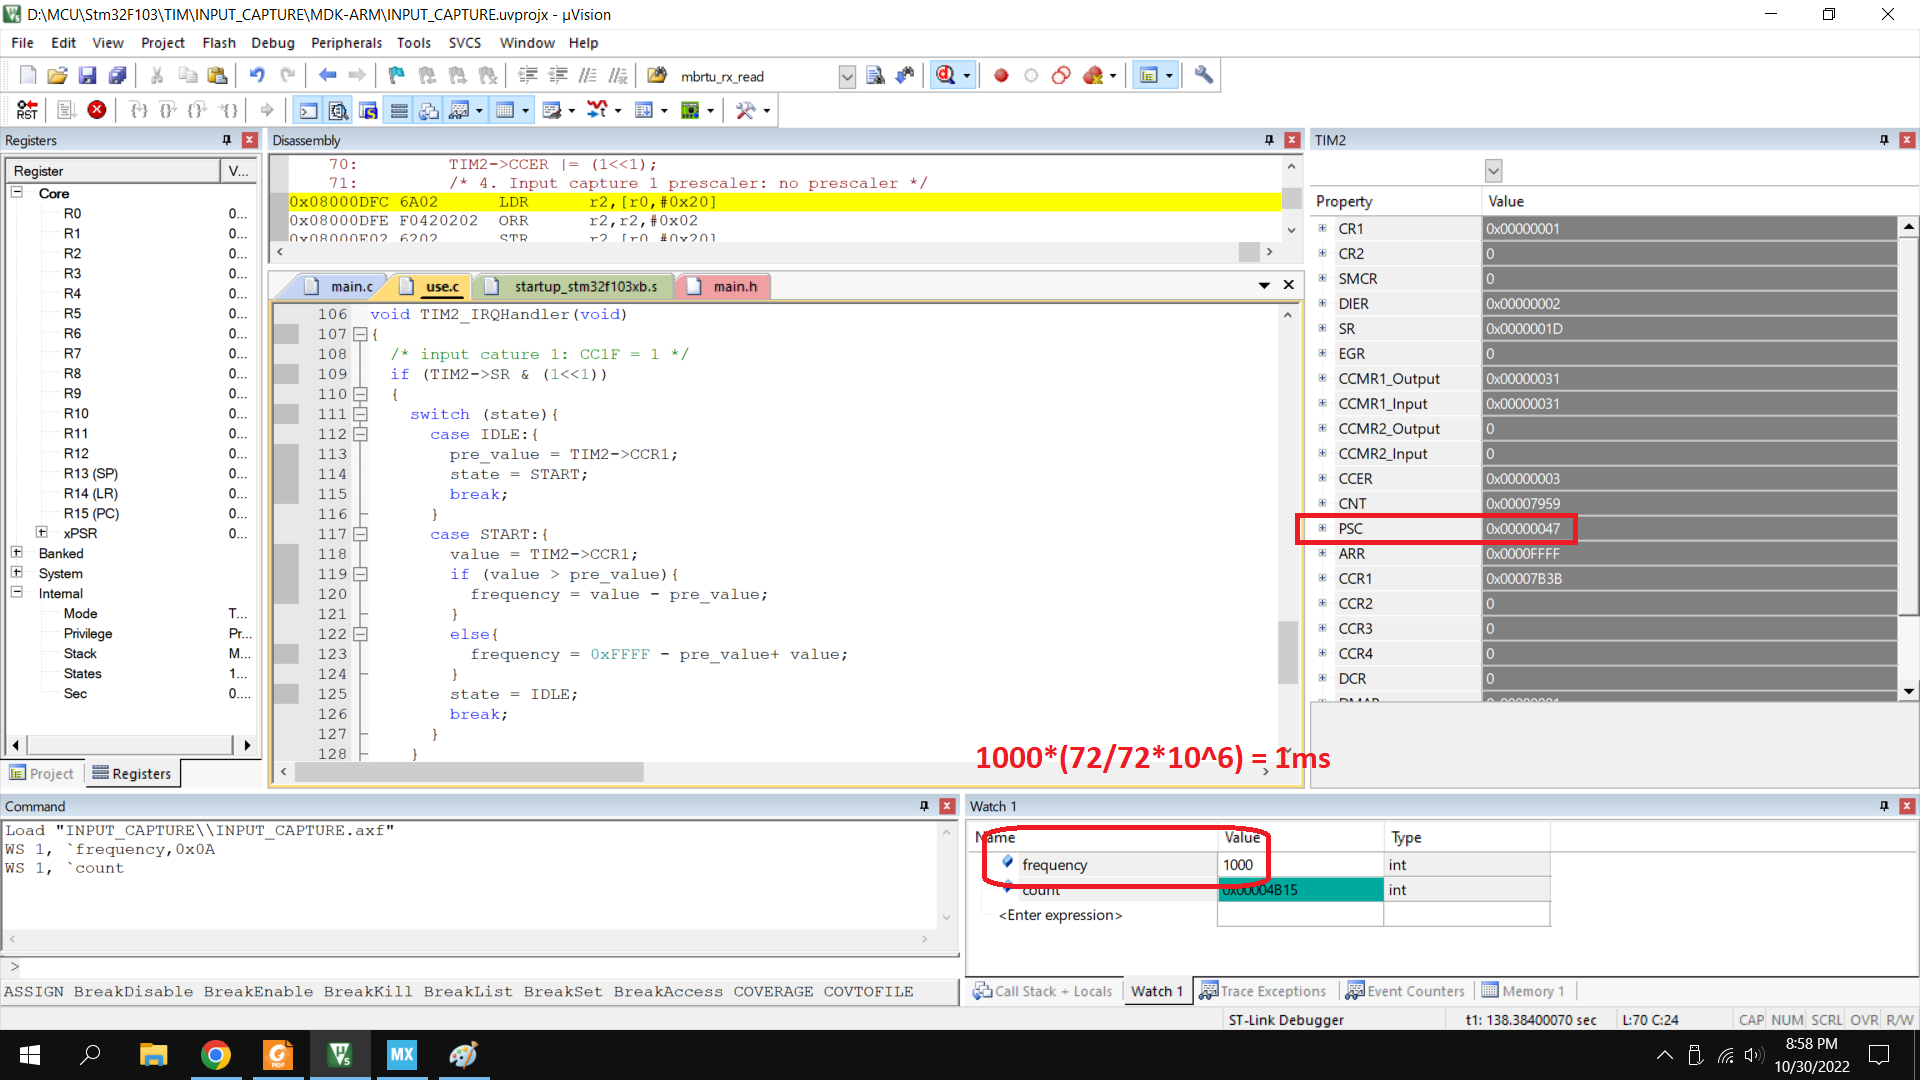 D:\MCU\Stm32F103\TIM\INPUT_CAPTURE\MDK-ARM\INPUT_CAPTURE.uvprojx - µVision
File Edit View Project Flash Debug Peripherals Tools SVCS Window Help
mbrtu_rx_read
RST
Registers
Register V...
Core
R0 0...
R1 0...
R2 0...
R3 0...
R4 0...
R5 0...
R6 0...
R7 0...
R8 0...
R9 0...
R10 0...
R11 0...
R12 0...
R13 (SP) 0...
R14 (LR) 0...
R15 (PC) 0...
xPSR 0...
Banked
System
Internal
Mode T...
Privilege Pr...
Stack M...
States 1...
Sec 0....
Project Registers
Disassembly
70: TIM2->CCER |= (1<<1);
71: /* 4. Input capture 1 prescaler: no prescaler */
0x08000DFC 6A02 LDR r2,[r0,#0x20]
0x08000DFE F0420202 ORR r2,r2,#0x02
0x08000E02 6202 STR r2,[r0,#0x20]
main.c use.c startup_stm32f103xb.s main.h
106 void TIM2_IRQHandler(void)
107 {
108 /* input cature 1: CC1F = 1 */
109 if (TIM2->SR & (1<<1))
110 {
111 switch (state){
112 case IDLE:{
113 pre_value = TIM2->CCR1;
114 state = START;
115 break;
116 }
117 case START:{
118 value = TIM2->CCR1;
119 if (value > pre_value){
120 frequency = value - pre_value;
121 }
122 else{
123 frequency = 0xFFFF - pre_value+ value;
124 }
125 state = IDLE;
126 break;
127 }
128 }
1000*(72/72*10^6) = 1ms
TIM2
Property Value
CR1 0x00000001
CR2 0
SMCR 0
DIER 0x00000002
SR 0x0000001D
EGR 0
CCMR1_Output 0x00000031
CCMR1_Input 0x00000031
CCMR2_Output 0
CCMR2_Input 0
CCER 0x00000003
CNT 0x00007959
PSC 0x00000047
ARR 0x0000FFFF
CCR1 0x00007B3B
CCR2 0
CCR3 0
CCR4 0
DCR 0
Command
Load "INPUT_CAPTURE\\INPUT_CAPTURE.axf"
WS 1, `frequency,0x0A
WS 1, `count
>
ASSIGN BreakDisable BreakEnable BreakKill BreakList BreakSet BreakAccess COVERAGE COVTOFILE
Watch 1
Name Value Type
frequency 1000 int
count 0x00004B15 int
<Enter expression>
Call Stack + Locals Watch 1 Trace Exceptions Event Counters Memory 1
ST-Link Debugger t1: 138.38400070 sec L:70 C:24 CAP NUM SCRL OVR R/W
MX
8:58 PM
10/30/2022